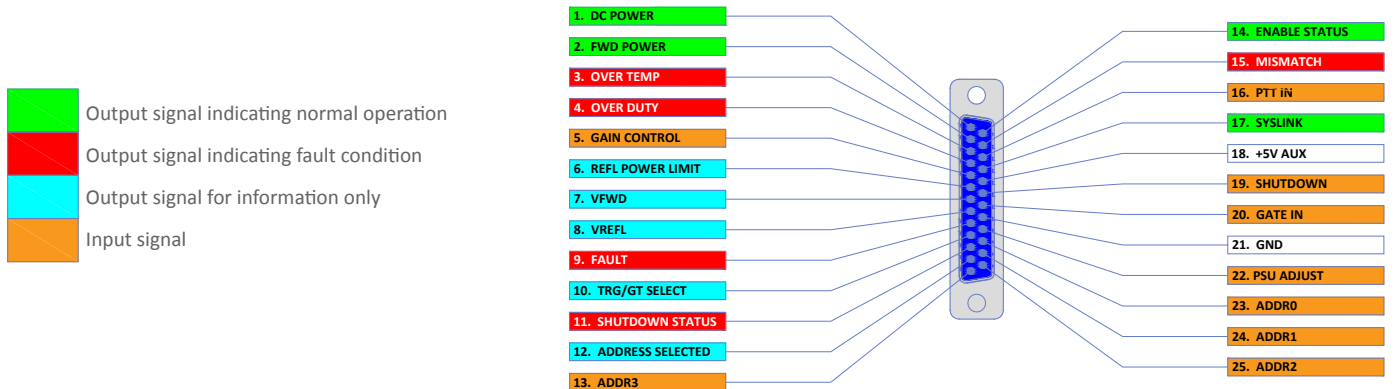 Output signal indicating normal operation
Output signal indicating fault condition
Output signal for information only
Input signal
1. DC POWER
2. FWD POWER
3. OVER TEMP
4. OVER DUTY
5. GAIN CONTROL
6. REFL POWER LIMIT
7. VFWD
8. VREFL
9. FAULT
10. TRG/GT SELECT
11. SHUTDOWN STATUS
12. ADDRESS SELECTED
13. ADDR3
14. ENABLE STATUS
15. MISMATCH
16. PTT iN
17. SYSLINK
18. +5V AUX
19. SHUTDOWN
20. GATE IN
21. GND
22. PSU ADJUST
23. ADDR0
24. ADDR1
25. ADDR2